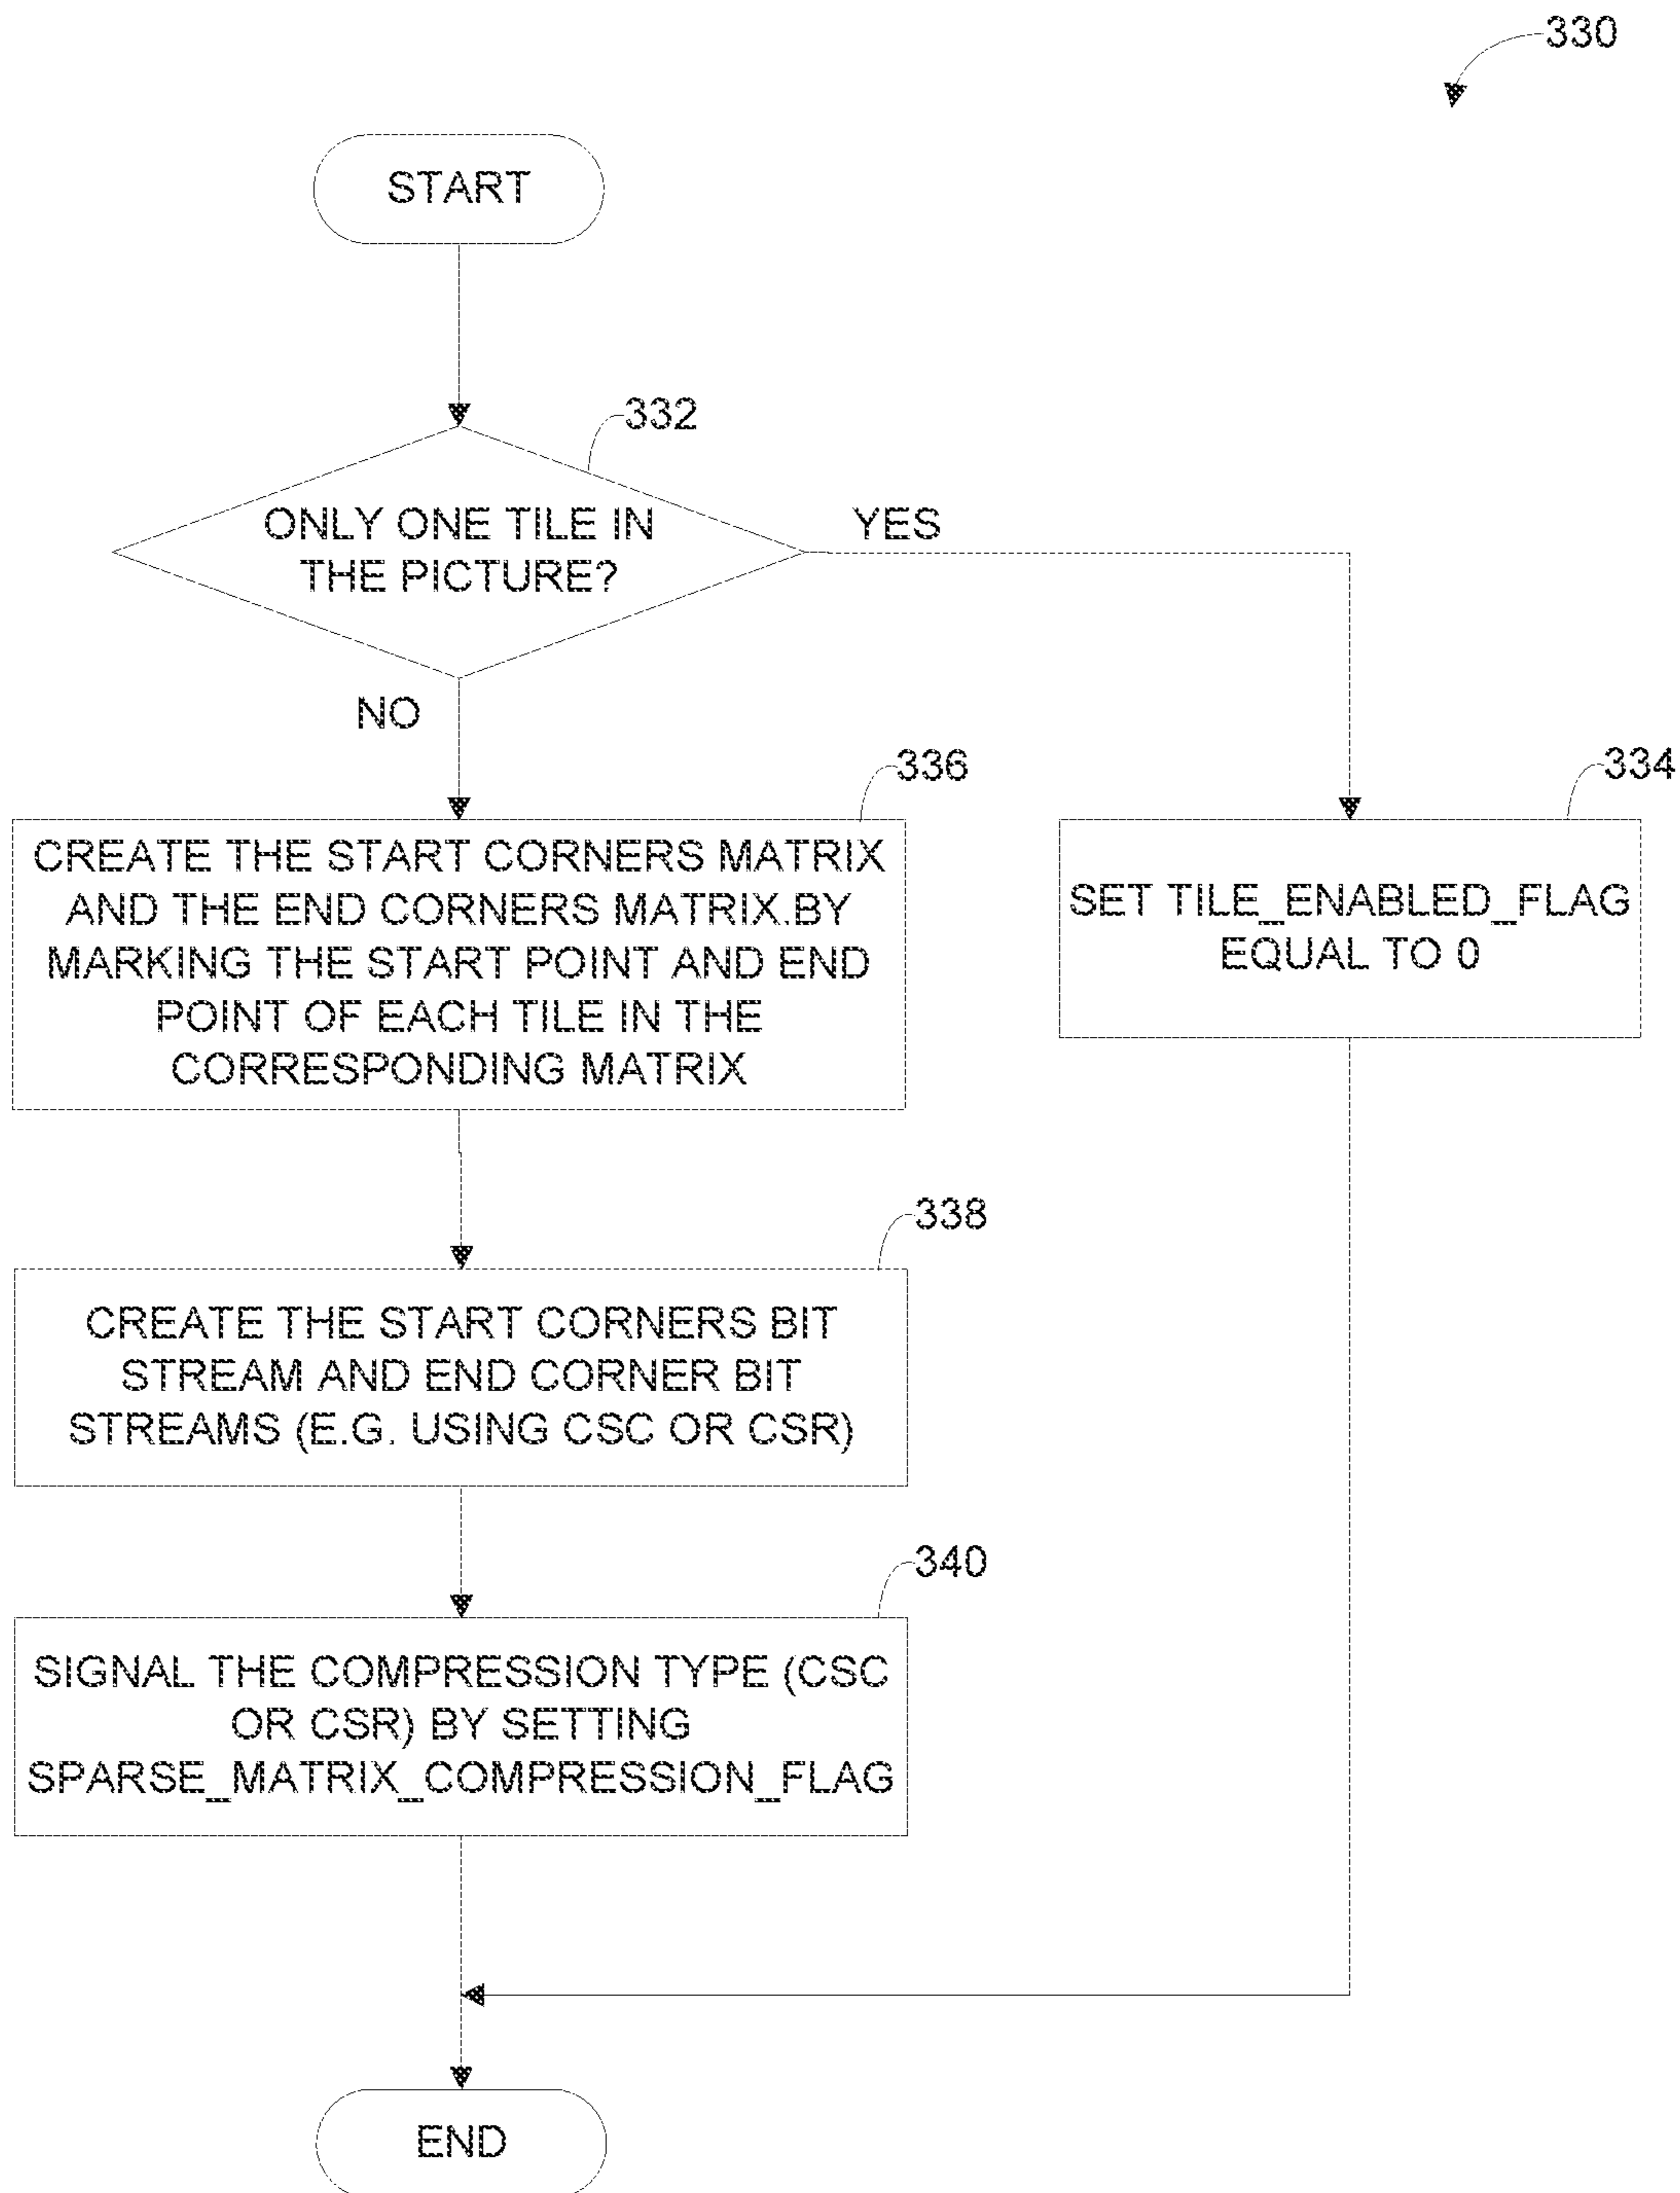 330
START
332
ONLY ONE TILE IN
THE PICTURE?
YES
NO
336
334
CREATE THE START CORNERS MATRIX
AND THE END CORNERS MATRIX.BY
MARKING THE START POINT AND END
POINT OF EACH TILE IN THE
CORRESPONDING MATRIX
SET TILE_ENABLED_FLAG
EQUAL TO 0
338
CREATE THE START CORNERS BIT
STREAM AND END CORNER BIT
STREAMS (E.G. USING CSC OR CSR)
340
SIGNAL THE COMPRESSION TYPE (CSC
OR CSR) BY SETTING
SPARSE_MATRIX_COMPRESSION_FLAG
END